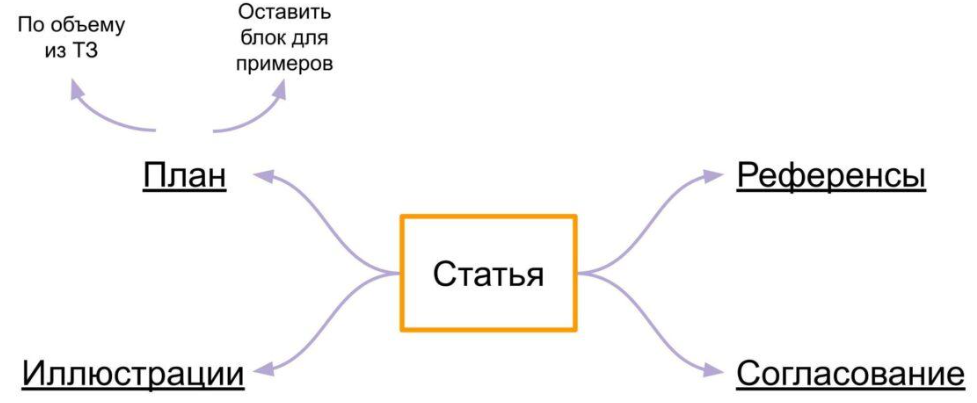 По объему
из ТЗ
Оставить
блок для
примеров
План
Референсы
Статья
Иллюстрации
Согласование